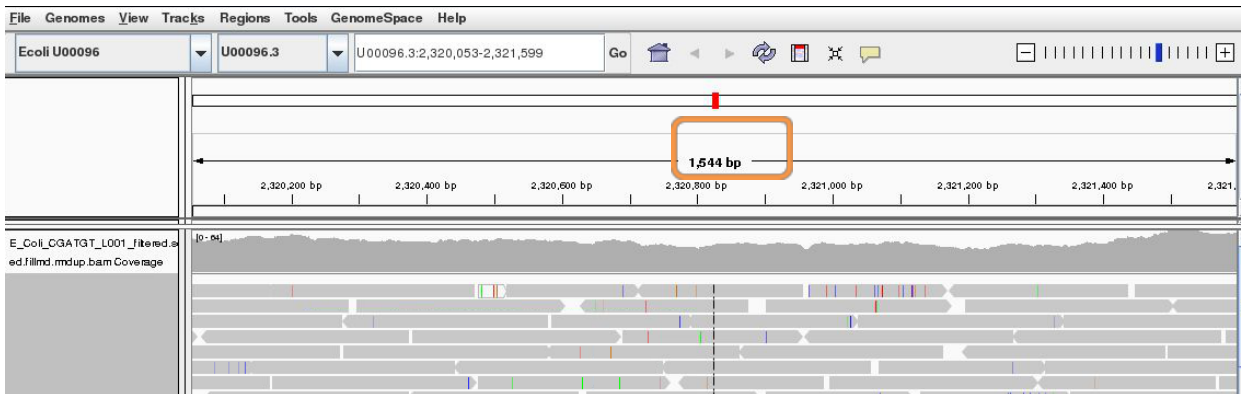 File Genomes View Tracks Regions Tools GenomeSpace Help
Ecoli U00096 U00096.3 U00096.3:2,320,053-2,321,599 Go
1,544 bp
2,320,200 bp 2,320,400 bp 2,320,600 bp 2,320,800 bp 2,321,000 bp 2,321,200 bp 2,321,400 bp 2,321,
E_Coli_CGATGT_L001_filtered.s [0 - 64]
ed.fillmd.rmdup.bam Coverage